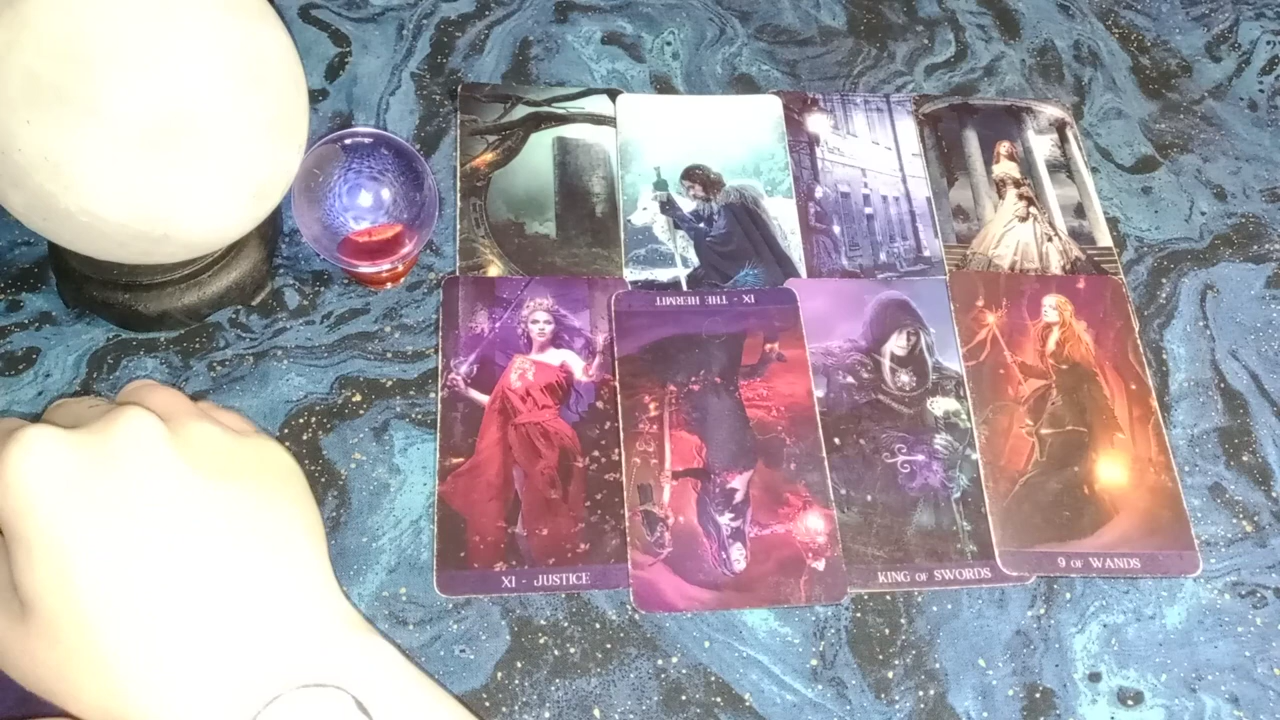 IX - THE HERMIT
XI - JUSTICE
KING OF SWORDS
9 OF WANDS